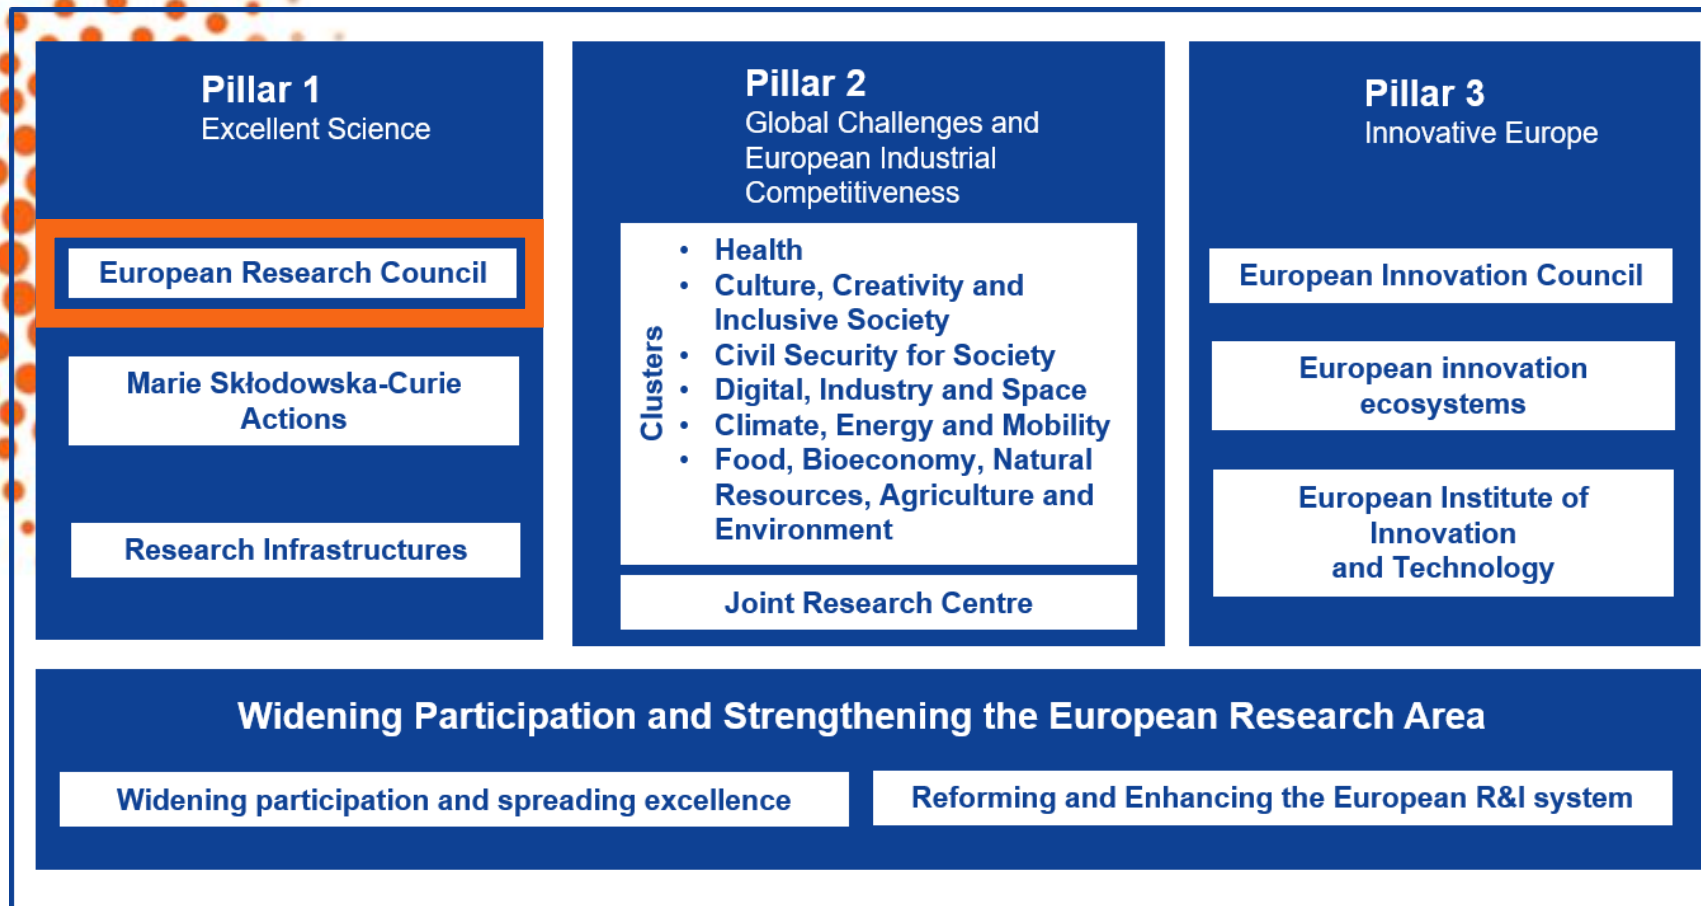 Pillar 1
Excellent Science
European Research Council
Marie Skłodowska-Curie
Actions
Research Infrastructures
Pillar 2
Global Challenges and
European Industrial
Competitiveness
Clusters
• Health
• Culture, Creativity and
Inclusive Society
• Civil Security for Society
• Digital, Industry and Space
• Climate, Energy and Mobility
• Food, Bioeconomy, Natural
Resources, Agriculture and
Environment
Joint Research Centre
Pillar 3
Innovative Europe
European Innovation Council
European innovation
ecosystems
European Institute of
Innovation
and Technology
Widening Participation and Strengthening the European Research Area
Widening participation and spreading excellence
Reforming and Enhancing the European R&I system